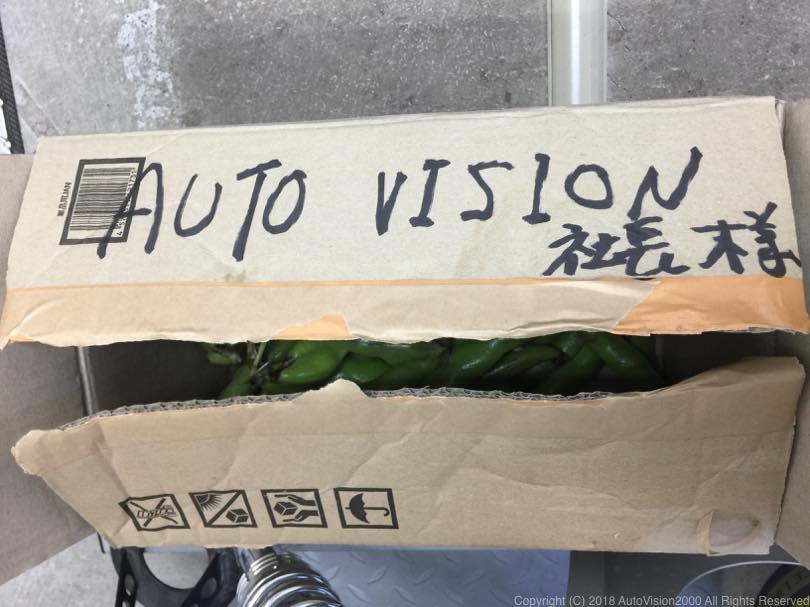 AUTO VISION
社長様
Copyright (C) 2018 AutoVision2000 All Rights Reserved